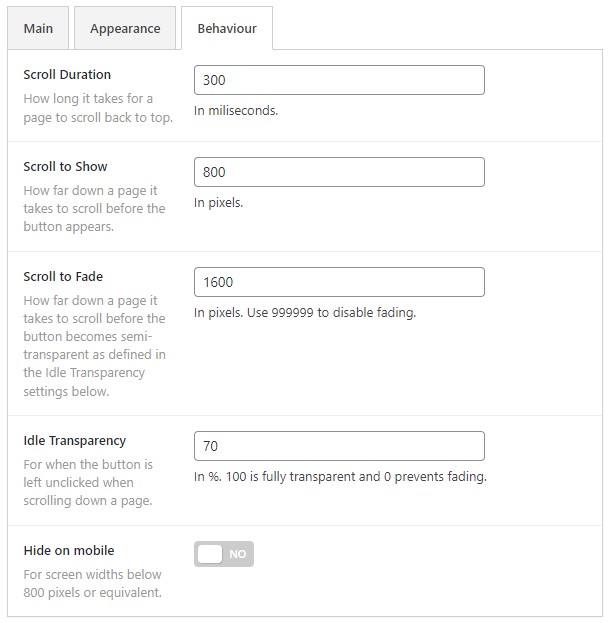 Main
Appearance
Behaviour
Scroll Duration
How long it takes for a
page to scroll back to top.
300
In miliseconds.
Scroll to Show
How far down a page it
takes to scroll before the
button appears.
800
In pixels.
Scroll to Fade
How far down a page it
takes to scroll before the
button becomes semi-
transparent as defined in
the Idle Transparency
settings below.
1600
In pixels. Use 999999 to disable fading.
Idle Transparency
For when the button is
left unclicked when
scrolling down a page.
70
In %. 100 is fully transparent and 0 prevents fading.
Hide on mobile
For screen widths below
800 pixels or equivalent.
NO